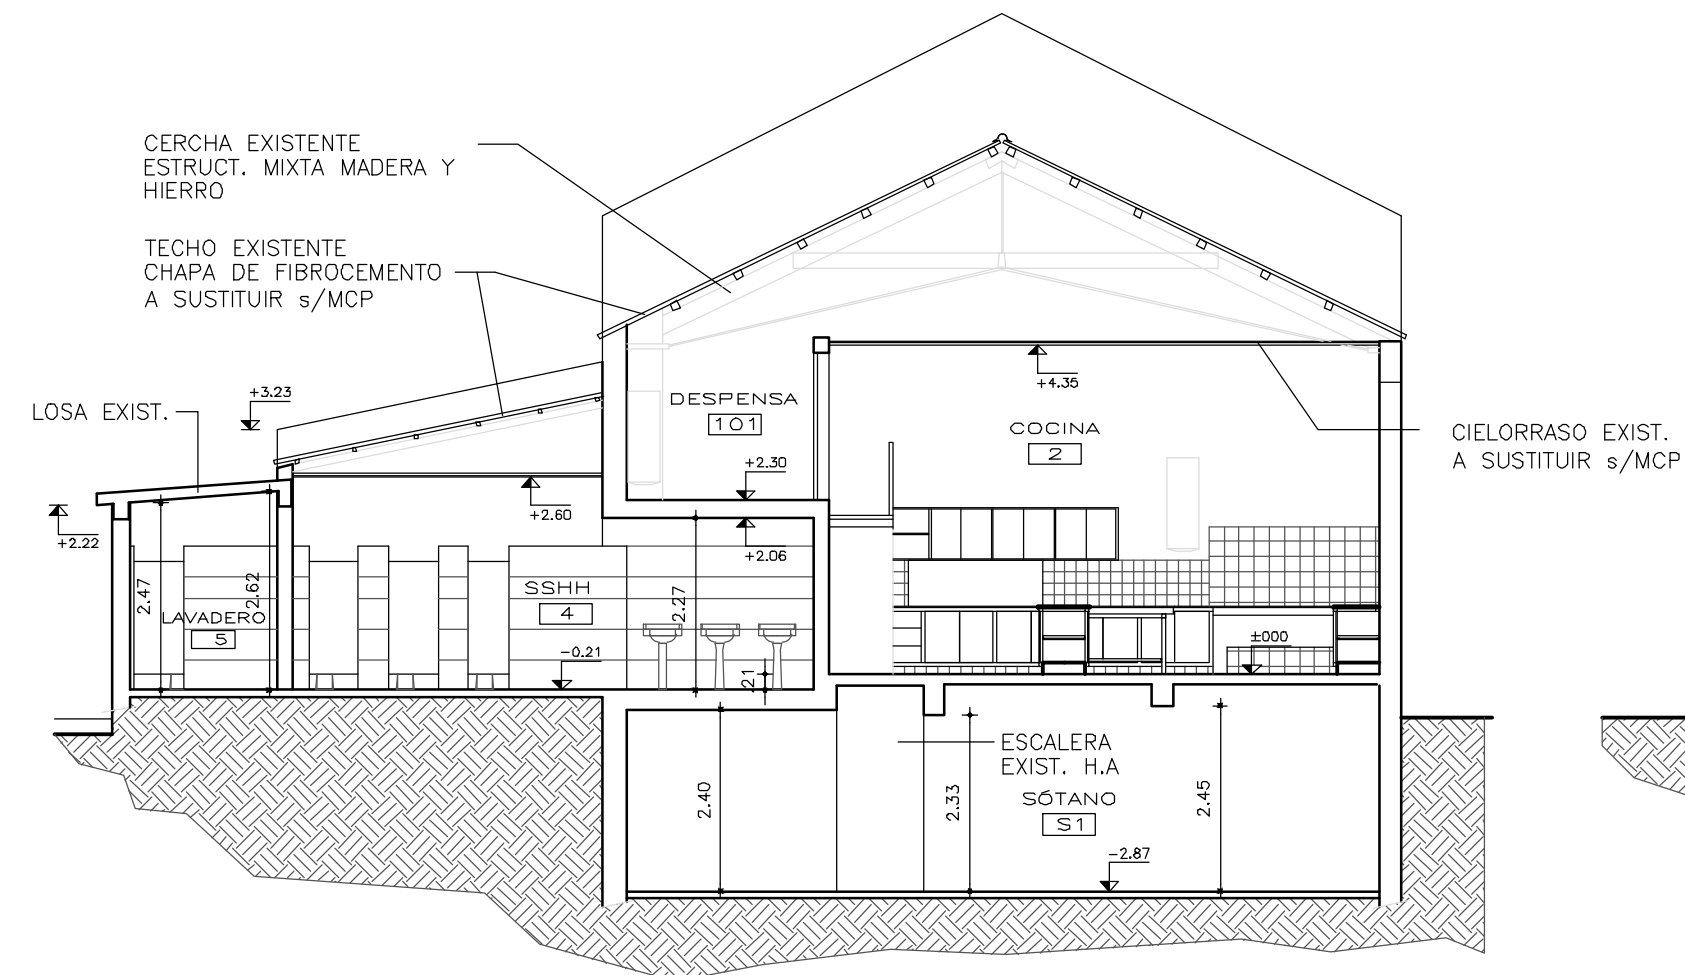 CERCHA EXISTENTE
ESTRUCT. MIXTA MADERA Y
HIERRO
TECHO EXISTENTE
CHAPA DE FIBROCEMENTO
A SUSTITUIR s/MCP
+3.23
LOSA EXIST.
+2.22
DESPENSA
101
+4.35
COCINA
2
CIELORRASO EXIST.
A SUSTITUIR s/MCP
+2.30
+2.60
+2.06
2.47
2.62
LAVADERO
5
SSHH
4
2.27
-0.21
.21
±000
ESCALERA
EXIST. H.A
SÓTANO
S1
2.40
2.33
2.45
-2.87